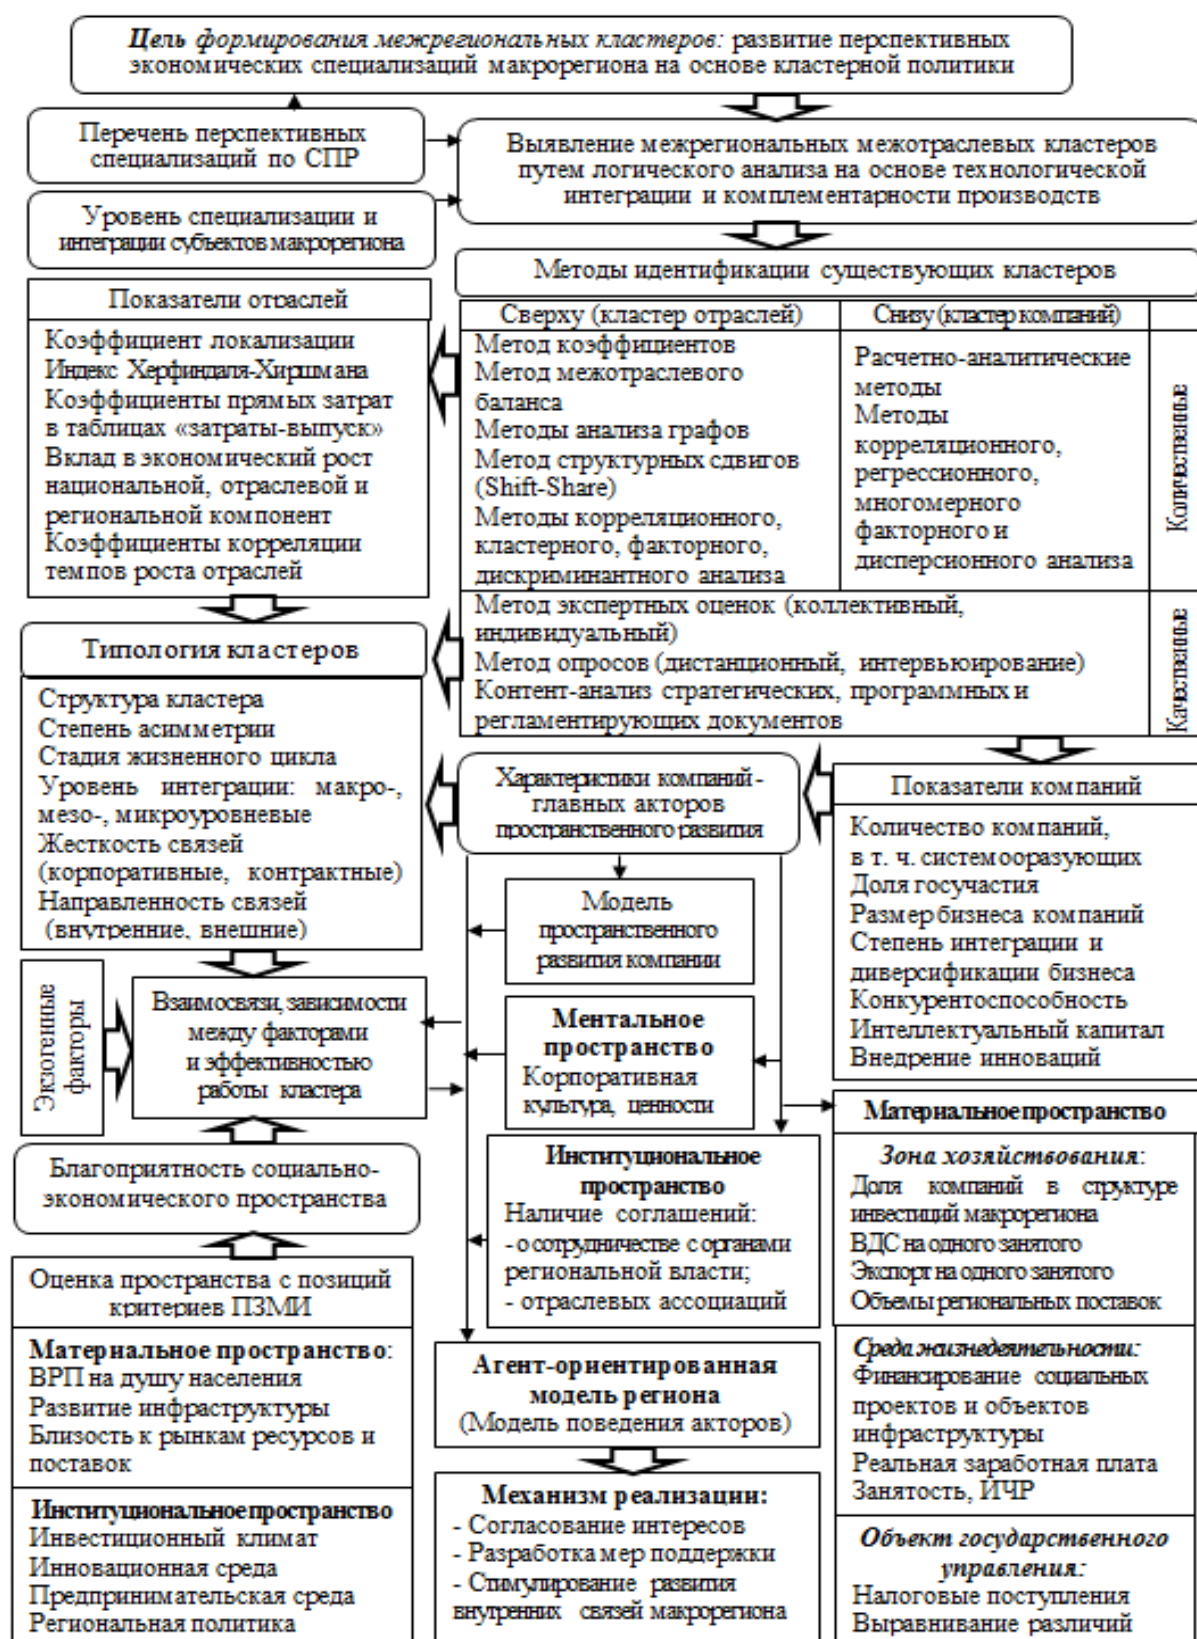 Цель формирования межрегиональных кластеров: развитие перспективных
экономических специализаций макрорегиона на основе кластерной политики
Перечень перспективных
специализаций по СПР
Выявление межрегиональных межотраслевых кластеров
путем логического анализа на основе технологической
интеграции и комплементарности производств
Уровень специализации и
интеграции субъектов макрорегиона
Методы идентификации существующих кластеров
Показатели отраслей
Коэффициент локализации
Индекс Херфиндаля-Хиршмана
Коэффициенты прямых затрат
в таблицах «затраты-выпуск»
Вклад в экономический рост
национальной, отраслевой и
региональной компонент
Коэффициенты корреляции
темпов роста отраслей
Сверху (кластер отраслей)
Метод коэффициентов
Метод межотраслевого
баланса
Методы анализа графов
Метод структурных сдвигов
(Shift-Share)
Методы корреляционного,
кластерного, факторного,
дискриминантного анализа
Снизу (кластер компаний)
Расчетно-аналитические
методы
Методы
корреляционного,
регрессионного,
многомерного
факторного и
дисперсионного анализа
Количественные
Метод экспертных оценок (коллективный,
индивидуальный)
Метод опросов (дистанционный, интервьюирование)
Контент-анализ стратегических, программных и
регламентирующих документов
Качественные
Типология кластеров
Структура кластера
Степень асимметрии
Стадия жизненного цикла
Уровень интеграции: макро-,
мезо-, микроуровневые
Жесткость связей
(корпоративные, контрактные)
Направленность связей
(внутренние, внешние)
Характеристики компаний -
главных акторов
пространственного развития
Показатели компаний
Количество компаний,
в т. ч. системооразующих
Доля госучастия
Размер бизнеса компаний
Степень интеграции и
диверсификации бизнеса
Конкурентоспособность
Интеллектуальный капитал
Внедрение инноваций
Модель
пространственного
развития компании
Экзогенные
факторы
Взаимосвязи, зависимости
между факторами
и эффективностью
работы кластера
Ментальное
пространство
Корпоративная
культура, ценности
Благоприятность социально-
экономического пространства
Институциональное
пространство
Наличие соглашений:
- о сотрудничестве с органами
региональной власти;
- отраслевых ассоциаций
Материальное пространство
Зона хозяйствования:
Доля компаний в структуре
инвестиций макрорегиона
ВДС на одного занятого
Экспорт на одного занятого
Объемы региональных поставок
Среда жизнедеятельности:
Финансирование социальных
проектов и объектов
инфраструктуры
Реальная заработная плата
Занятость, ИЧР
Объект государственного
управления:
Налоговые поступления
Выравнивание различий
Оценка пространства с позиций
критериев ПЗМИ
Материальное пространство:
ВРП на душу населения
Развитие инфраструктуры
Близость к рынкам ресурсов и
поставок
Институциональное пространство
Инвестиционный климат
Инновационная среда
Предпринимательская среда
Региональная политика
Агент-ориентированная
модель региона
(Модель поведения акторов)
Механизм реализации:
- Согласование интересов
- Разработка мер поддержки
- Стимулирование развития
внутренних связей макрорегиона